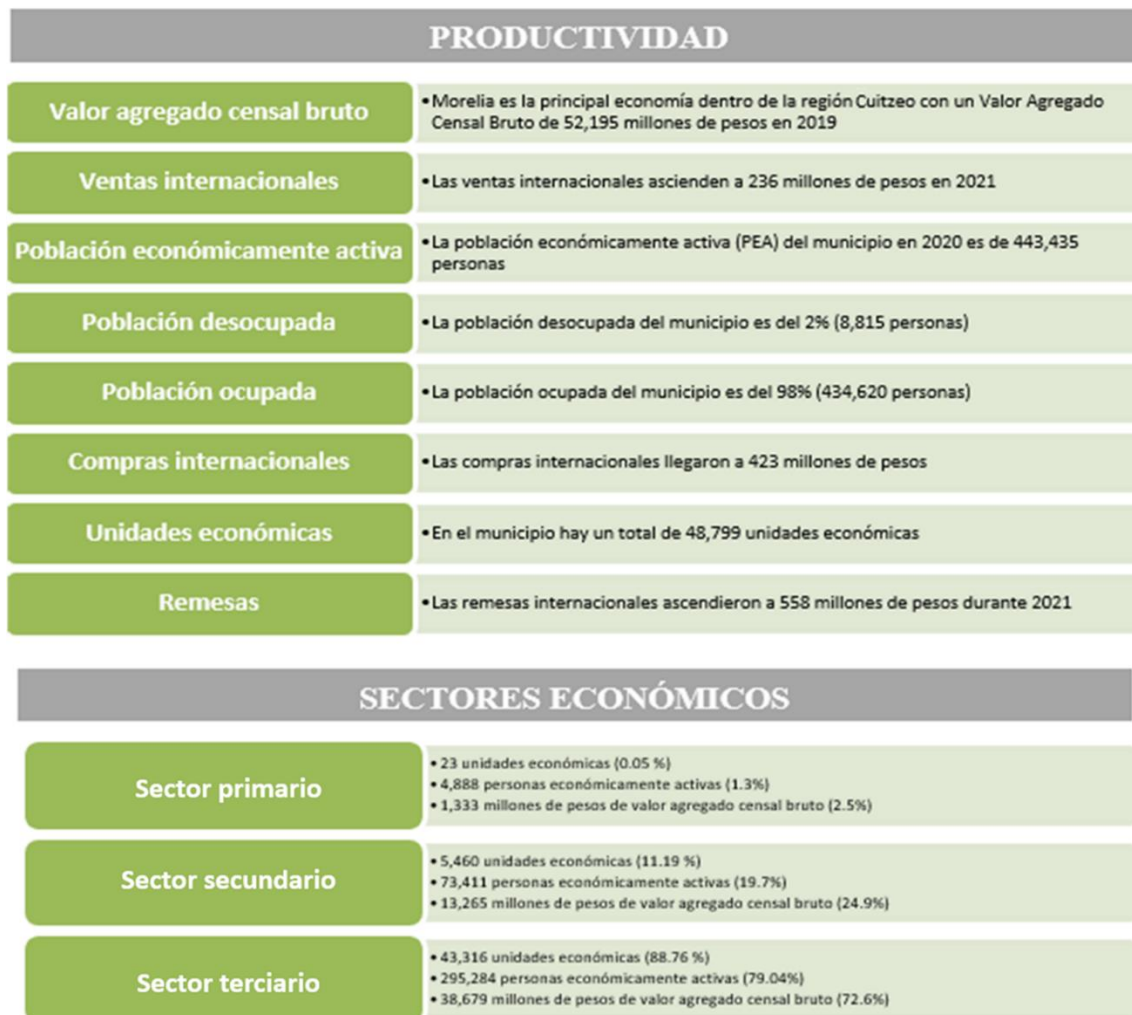 PRODUCTIVIDAD
Valor agregado censal bruto
• Morelia es la principal economía dentro de la región Cuitzeo con un Valor Agregado
Censal Bruto de 52,195 millones de pesos en 2019
Ventas internacionales
• Las ventas internacionales ascienden a 236 millones de pesos en 2021
Población económicamente activa
• La población económicamente activa (PEA) del municipio en 2020 es de 443,435
personas
Población desocupada
• La población desocupada del municipio es del 2% (8,815 personas)
Población ocupada
• La población ocupada del municipio es del 98% (434,620 personas)
Compras internacionales
• Las compras internacionales llegaron a 423 millones de pesos
Unidades económicas
• En el municipio hay un total de 48,799 unidades económicas
Remesas
• Las remesas internacionales ascendieron a 558 millones de pesos durante 2021
SECTORES ECONÓMICOS
Sector primario
• 23 unidades económicas (0.05 %)
• 4,888 personas económicamente activas (1.3%)
• 1,333 millones de pesos de valor agregado censal bruto (2.5%)
Sector secundario
• 5,460 unidades económicas (11.19 %)
• 73,411 personas económicamente activas (19.7%)
• 13,265 millones de pesos de valor agregado censal bruto (24.9%)
Sector terciario
• 43,316 unidades económicas (88.76 %)
• 295,284 personas económicamente activas (79.04%)
• 38,679 millones de pesos de valor agregado censal bruto (72.6%)